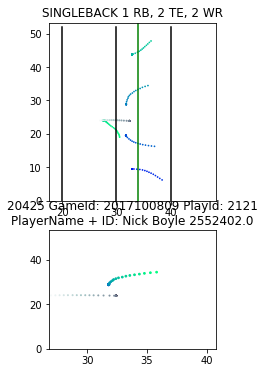 SINGLEBACK 1 RB, 2 TE, 2 WR
50
40
30
20
10
0
20 30 40
20425 GameId: 2017100809 PlayId: 2121
PlayerName + ID: Nick Boyle 2552402.0
40
20
0
30 35 40